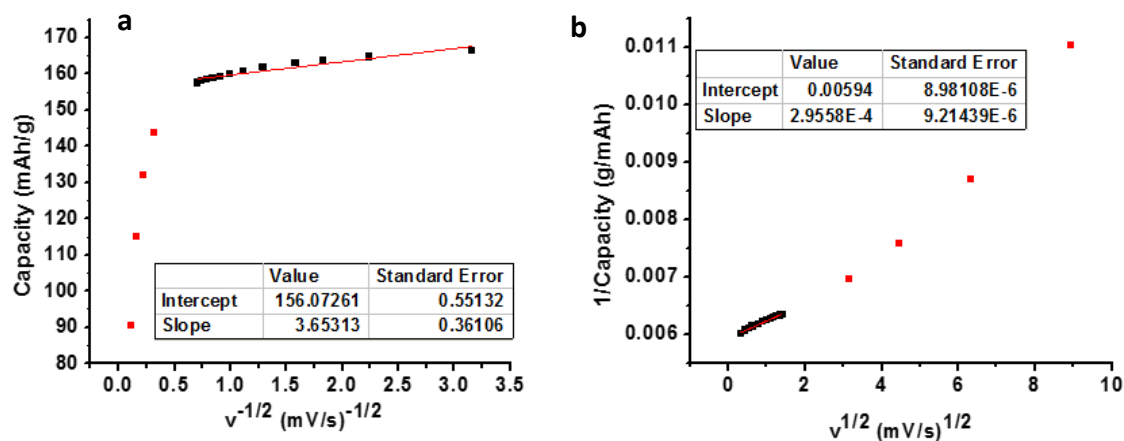 a
170
160
150
140
130
120
110
100
90
80
Capacity (mAh/g)
Value Standard Error
Intercept 156.07261 0.55132
Slope 3.65313 0.36106
0.0 0.5 1.0 1.5 2.0 2.5 3.0 3.5
v-1/2 (mV/s)-1/2
b
0.011
0.010
0.009
0.008
0.007
0.006
1/Capacity (g/mAh)
Value Standard Error
Intercept 0.00594 8.98108E-6
Slope 2.9558E-4 9.21439E-6
0 2 4 6 8 10
v1/2 (mV/s)1/2